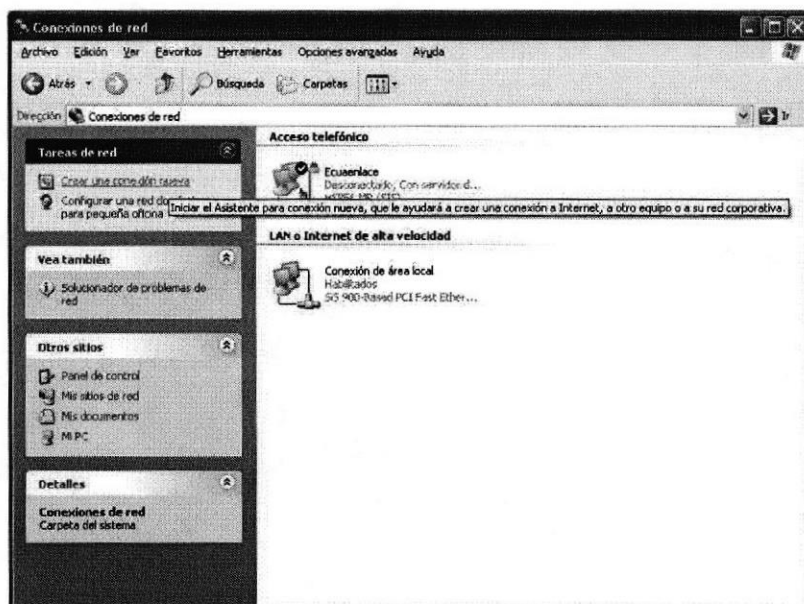 Conexiones de red
Archivo Edición Ver Favoritos Herramientas Opciones avanzadas Ayuda
Atrás Búsqueda Carpetas
Dirección Conexiones de red Ir
Tareas de red
Crear una conexión nueva
Configurar una red
para pequeña oficina
Vea también
Solucionador de problemas de
red
Otros sitios
Panel de control
Mis sitios de red
Mis documentos
Mi PC
Detalles
Conexiones de red
Carpeta del sistema
Acceso telefónico
Ecuaenlace
Desconectado, Con servidor d...
Iniciar el Asistente para conexión nueva, que le ayudará a crear una conexión a Internet, a otro equipo o a su red corporativa.
LAN o Internet de alta velocidad
Conexión de área local
Habilitados
SiS 900-Based PCI Fast Ether...